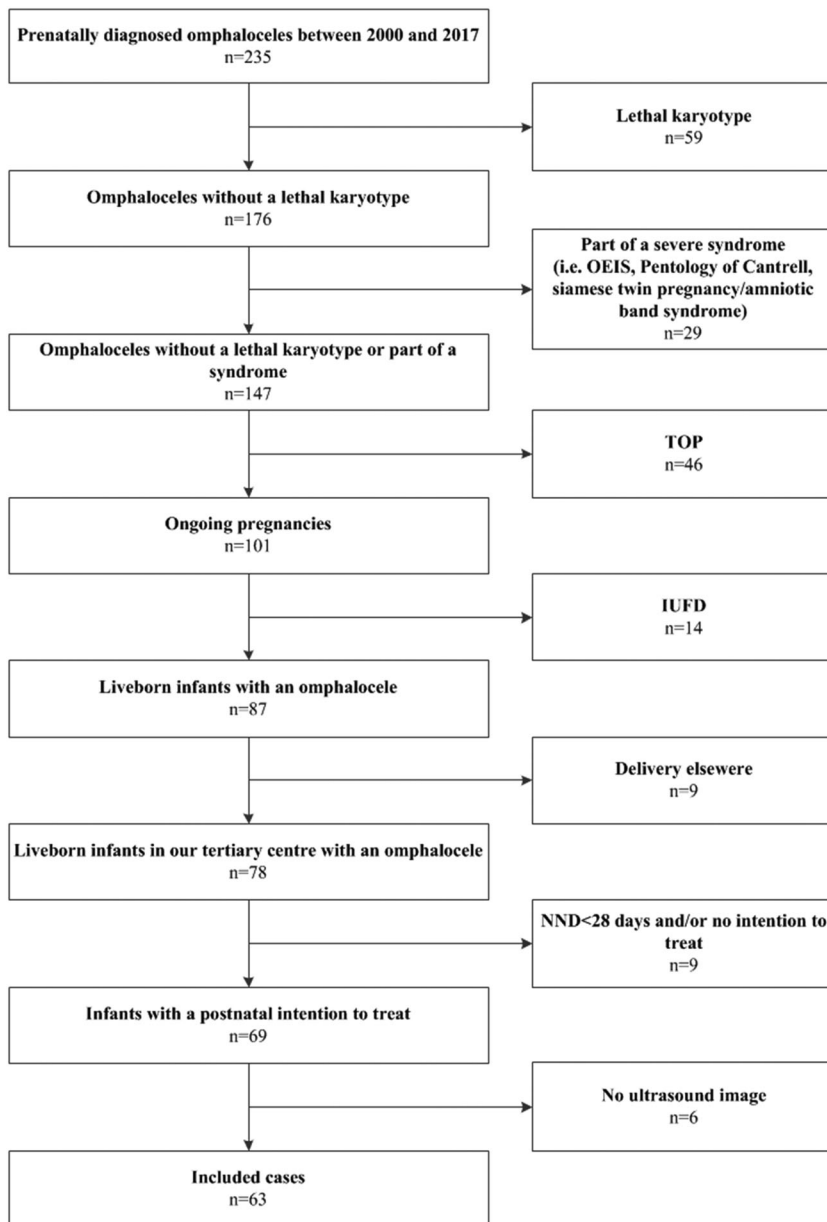 Prenatally diagnosed omphaloceles between 2000 and 2017
n=235
Lethal karyotype
n=59
Omphaloceles without a lethal karyotype
n=176
Part of a severe syndrome
(i.e. OEIS, Pentology of Cantrell,
siamese twin pregnancy/amniotic
band syndrome)
n=29
Omphaloceles without a lethal karyotype or part of a
syndrome
n=147
TOP
n=46
Ongoing pregnancies
n=101
IUFD
n=14
Liveborn infants with an omphalocele
n=87
Delivery elsewere
n=9
Liveborn infants in our tertiary centre with an omphalocele
n=78
NND<28 days and/or no intention to
treat
n=9
Infants with a postnatal intention to treat
n=69
No ultrasound image
n=6
Included cases
n=63